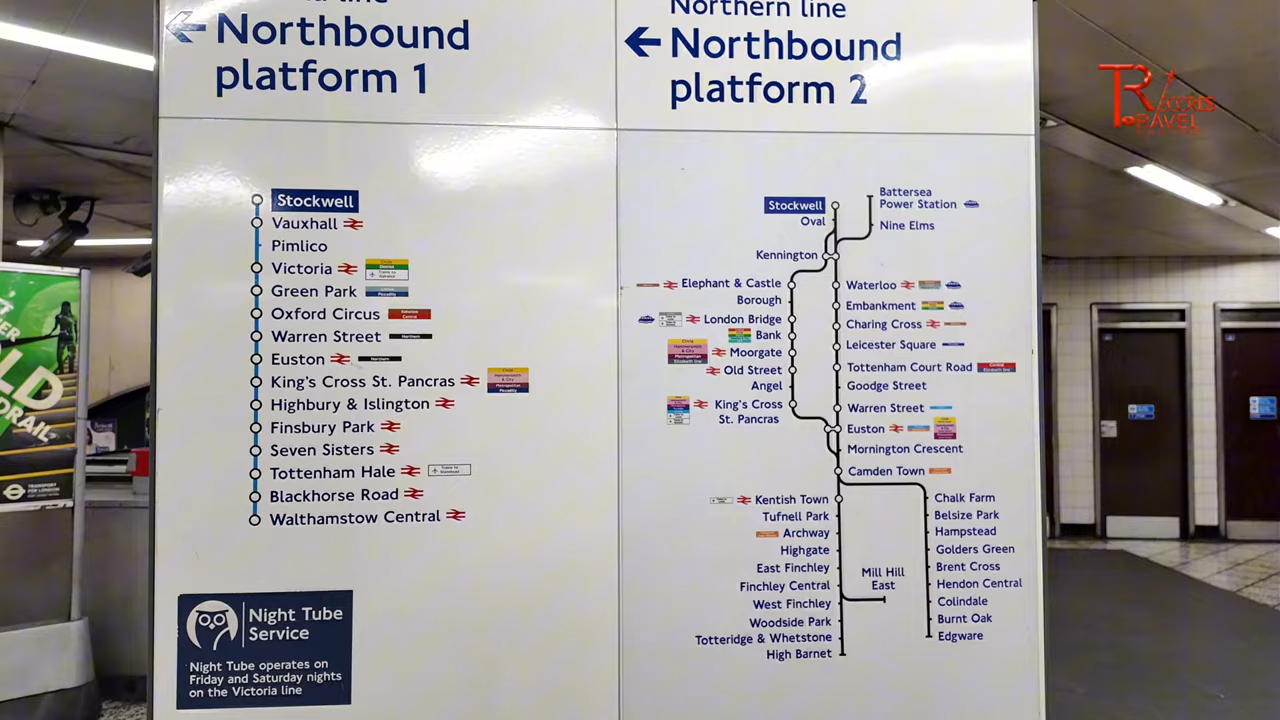 line
Northbound
platform 1
Stockwell
Vauxhall
Pimlico
Victoria
Green Park
Oxford Circus
Warren Street
Euston
King's Cross St. Pancras
Highbury & Islington
Finsbury Park
Seven Sisters
Tottenham Hale
Blackhorse Road
Walthamstow Central
Night Tube
Service
Night Tube operates on
Friday and Saturday nights
on the Victoria line
Northern line
Northbound
platform 2
Stockwell
Oval
Kennington
Elephant & Castle
Borough
London Bridge
Bank
Moorgate
Old Street
Angel
King's Cross
St. Pancras
Battersea
Power Station
Nine Elms
Waterloo
Embankment
Charing Cross
Leicester Square
Tottenham Court Road
Goodge Street
Warren Street
Euston
Mornington Crescent
Camden Town
Kentish Town
Tufnell Park
Archway
Highgate
East Finchley
Finchley Central
West Finchley
Woodside Park
Totteridge & Whetstone
High Barnet
Mill Hill
East
Chalk Farm
Belsize Park
Hampstead
Golders Green
Brent Cross
Hendon Central
Colindale
Burnt Oak
Edgware